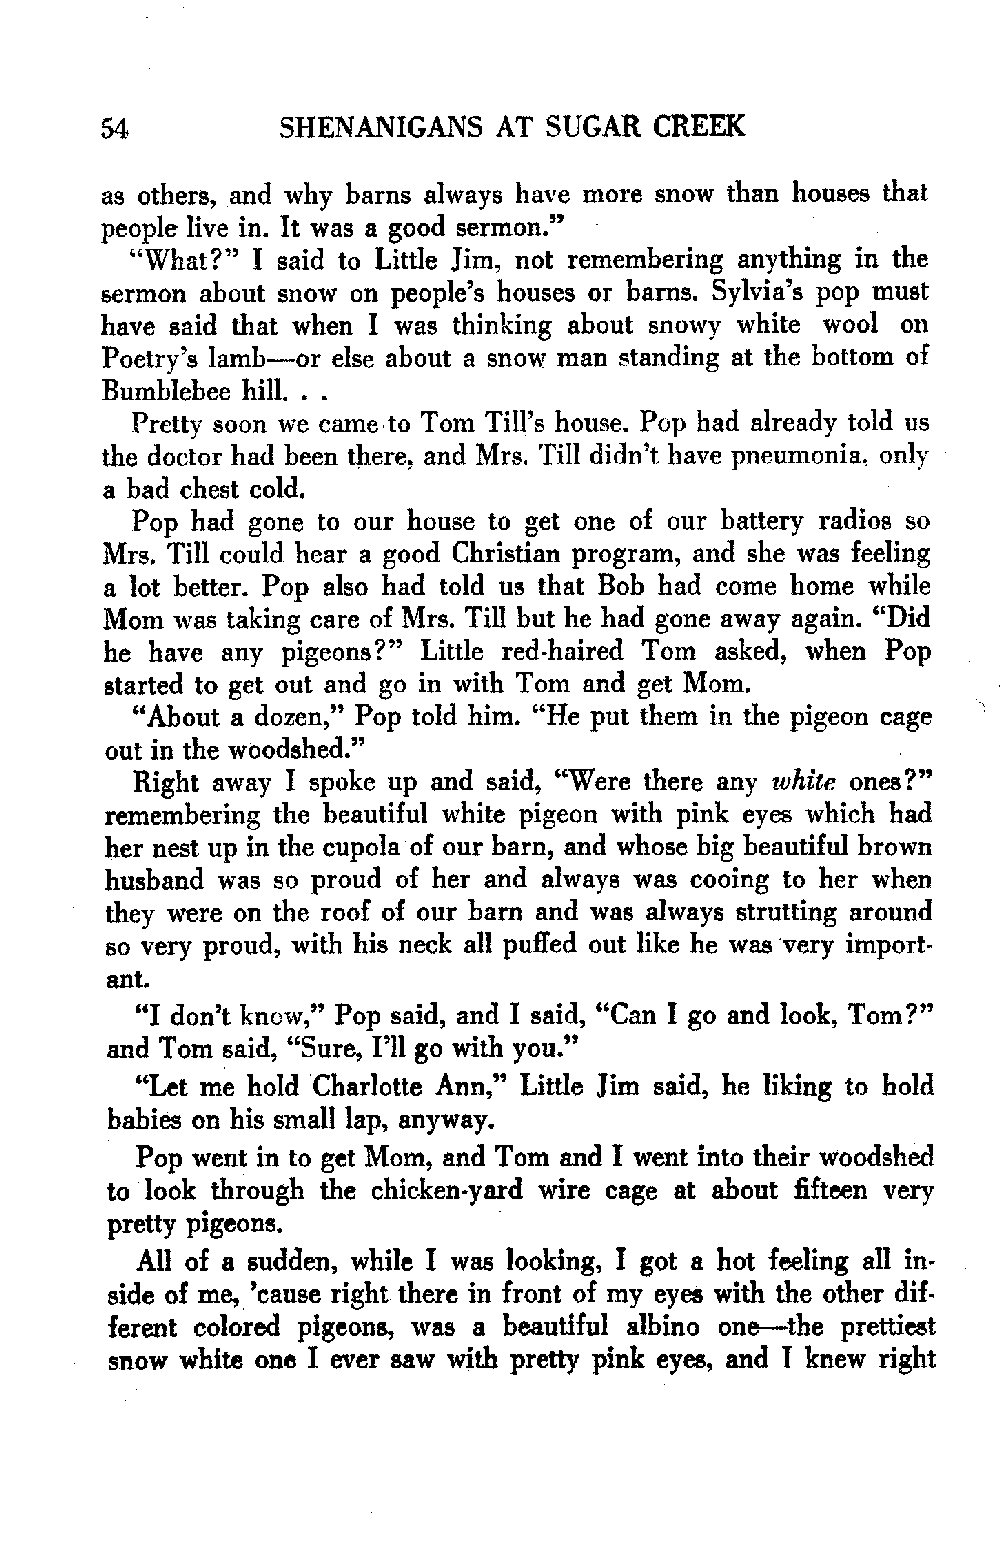 54 SHENANIGANS AT SUGAR CREEK
as others, and why barns always have more snow than houses that
people live in. It was a good sermon.”
“What?” I said to Little Jim, not remembering anything in the
sermon about snow on people’s houses or barns. Sylvia’s pop must
have said that when I was thinking about snowy white wool on
Poetry’s lamb—or else about a snow man standing at the bottom of
Bumblebee hill. . .
Pretty soon we came to Tom Till’s house. Pop had already told us
the doctor had been there, and Mrs. Till didn’t have pneumonia, only
a bad chest cold.
Pop had gone to our house to get one of our battery radios so
Mrs. Till could hear a good Christian program, and she was feeling
a lot better. Pop also had told us that Bob had come home while
Mom was taking care of Mrs. Till but he had gone away again. “Did
he have any pigeons?” Little red-haired Tom asked, when Pop
started to get out and go in with Tom and get Mom.
“About a dozen,” Pop told him. “He put them in the pigeon cage
out in the woodshed.”
Right away I spoke up and said, “Were there any white ones?”
remembering the beautiful white pigeon with pink eyes which had
her nest up in the cupola of our barn, and whose big beautiful brown
husband was so proud of her and always was cooing to her when
they were on the roof of our barn and was always strutting around
so very proud, with his neck all puffed out like he was very import-
ant.
“I don’t know,” Pop said, and I said, “Can I go and look, Tom?”
and Tom said, “Sure, I’ll go with you.”
“Let me hold Charlotte Ann,” Little Jim said, he liking to hold
babies on his small lap, anyway.
Pop went in to get Mom, and Tom and I went into their woodshed
to look through the chicken-yard wire cage at about fifteen very
pretty pigeons.
All of a sudden, while I was looking, I got a hot feeling all in-
side of me, ’cause right there in front of my eyes with the other dif-
ferent colored pigeons, was a beautiful albino one—the prettiest
snow white one I ever saw with pretty pink eyes, and I knew right